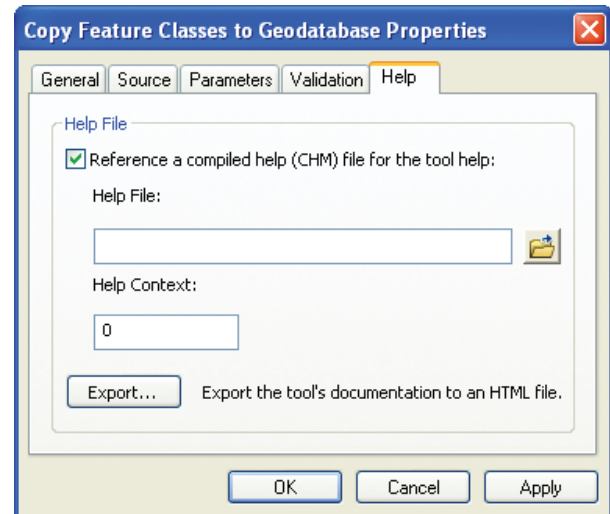 Copy Feature Classes to Geodatabase Properties
General Source Parameters Validation Help
Help File
Reference a compiled help (CHM) file for the tool help:
Help File:
Help Context:
0
Export... Export the tool's documentation to an HTML file.
OK Cancel Apply